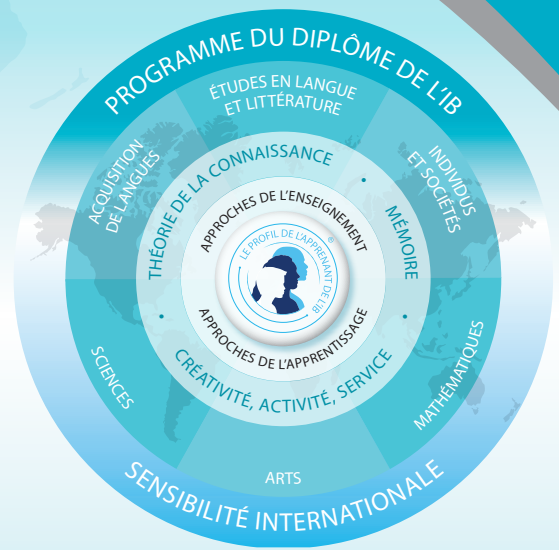 PROGRAMME DU DIPLÔME DE L'IB
ÉTUDES EN LANGUE
ET LITTÉRATURE
ACQUISITION
DE LANGUES
INDIVIDUS
ET SOCIÉTÉS
THÉORIE DE LA CONNAISSANCE
MÉMOIRE
APPROCHES DE L'ENSEIGNEMENT
LE PROFIL DE L'APPRENANT DE L'IB
®
APPROCHES DE L'APPRENTISSAGE
CRÉATIVITÉ, ACTIVITÉ, SERVICE
SCIENCES
MATHÉMATIQUES
ARTS
SENSIBILITÉ INTERNATIONALE